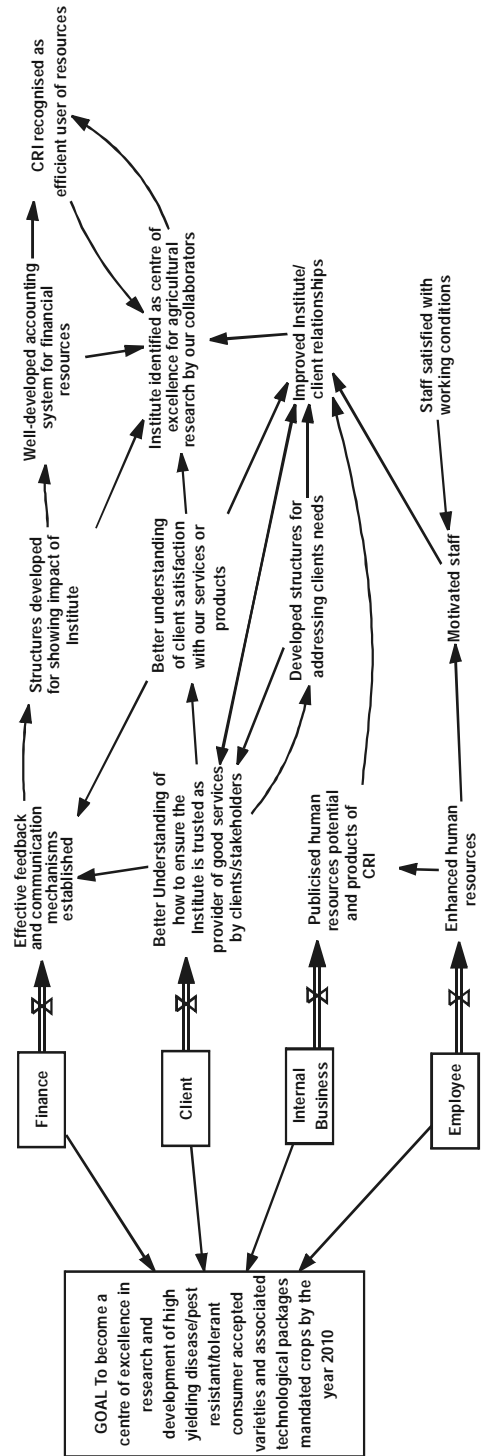 GOAL To become a
centre of excellence in
research and
development of high
yielding disease/pest
resistant/tolerant
consumer accepted
varieties and associated
technological packages
mandated crops by the
year 2010
Finance
Effective feedback
and communication
mechanisms
established
Structures developed
for showing impact of
Institute
Well-developed accounting
system for financial
resources
CRI recognised as
efficient user of resources
Client
Better Understanding of
how to ensure the
Institute is trusted as
provider of good services
by clients/stakeholders
Better understanding
of client satisfaction
with our services or
products
Institute identified as centre of
excellence for agricultural
research by our collaborators
Developed structures for
addressing clients needs
Improved Institute/
client relationships
Internal
Business
Publicised human
resources potential
and products of
CRI
Employee
Enhanced human
resources
Motivated staff
Staff satisfied with
working conditions